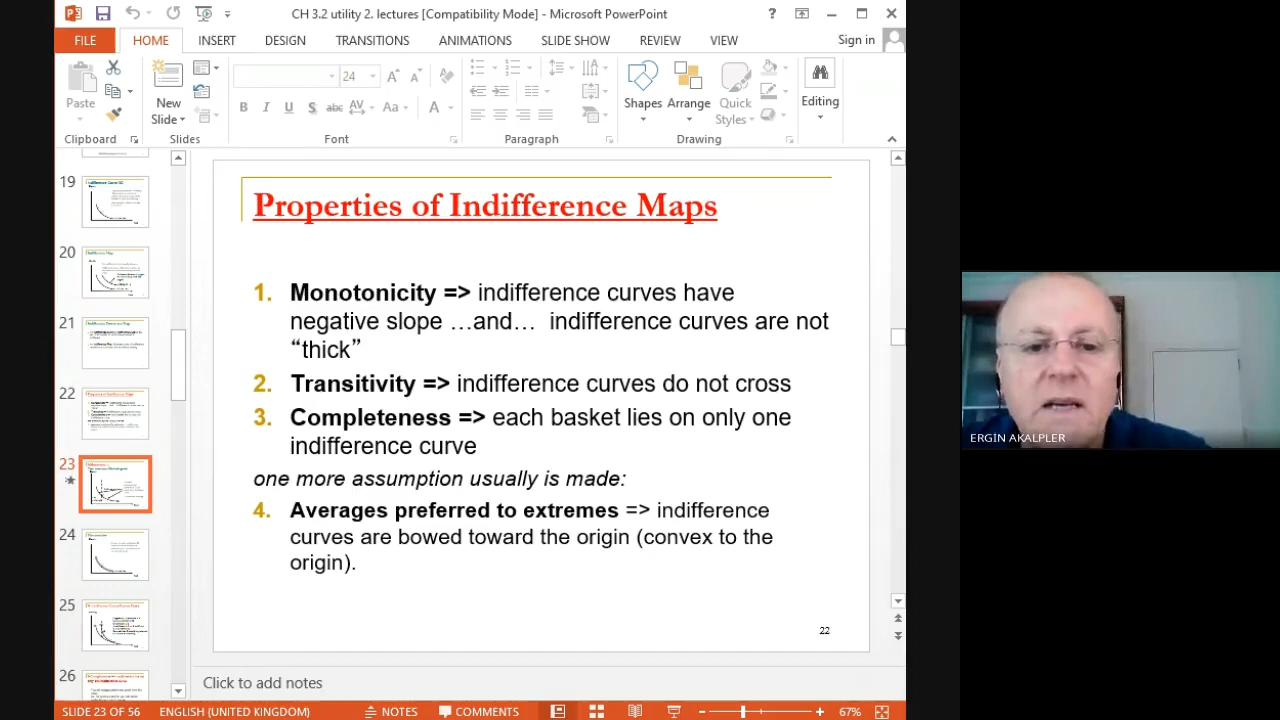 CH 3.2 utility 2. lectures [Compatibility Mode] - Microsoft PowerPoint
FILE HOME INSERT DESIGN TRANSITIONS ANIMATIONS SLIDE SHOW REVIEW VIEW Sign in
24
Paste New Slide Shapes Arrange Quick Styles Editing
B I U S abc AV Aa A
Clipboard Slides Font Paragraph Drawing
19
20
21
22
23
24
25
26
Properties of Indifference Maps
1. Monotonicity => indifference curves have
negative slope …and… indifference curves are not
“thick”
2. Transitivity => indifference curves do not cross
3. Completeness => each basket lies on only one
indifference curve
one more assumption usually is made:
4. Averages preferred to extremes => indifference
curves are bowed toward the origin (convex to the
origin).
22
ERGIN AKALPLER
Click to add notes
SLIDE 23 OF 56 ENGLISH (UNITED KINGDOM) NOTES COMMENTS 67%